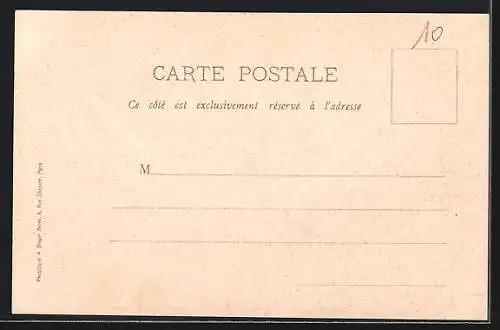 10
CARTE POSTALE
Ce côté est exclusivement réservé à l'adresse
M